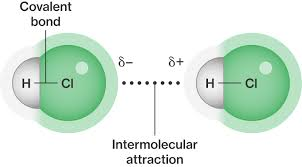 Covalent
bond
δ− δ+
H Cl H Cl
Intermolecular
attraction